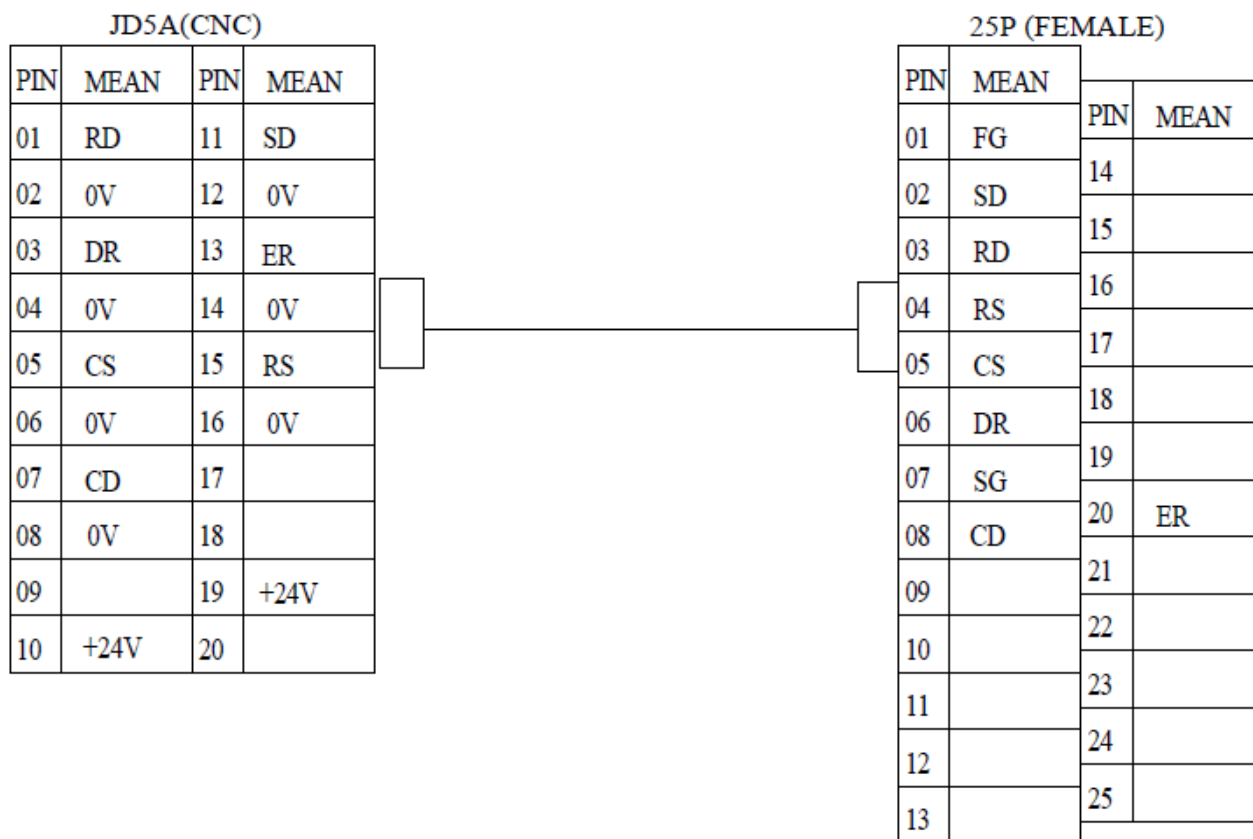 JD5A(CNC)
PIN MEAN PIN MEAN
01 RD 11 SD
02 0V 12 0V
03 DR 13 ER
04 0V 14 0V
05 CS 15 RS
06 0V 16 0V
07 CD 17
08 0V 18
09 19 +24V
10 +24V 20
25P (FEMALE)
PIN MEAN
01 FG
02 SD
03 RD
04 RS
05 CS
06 DR
07 SG
08 CD
09
10
11
12
13
PIN MEAN
14
15
16
17
18
19
20 ER
21
22
23
24
25